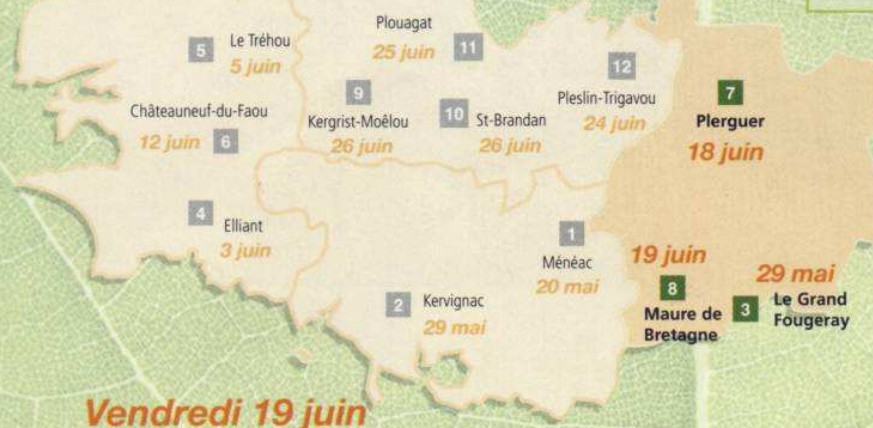 Plouagat
25 juin
11
5
Le Tréhou
5 juin
12
Pleslin-Trigavou
24 juin
7
Plerguer
18 juin
Châteauneuf-du-Faou
12 juin
6
9
Kergrist-Moêlou
26 juin
10
St-Brandan
26 juin
4
Elliant
3 juin
1
Ménéac
20 mai
19 juin
8
Maure de
Bretagne
29 mai
3
Le Grand
Fougeray
2
Kervignac
29 mai
Vendredi 19 juin